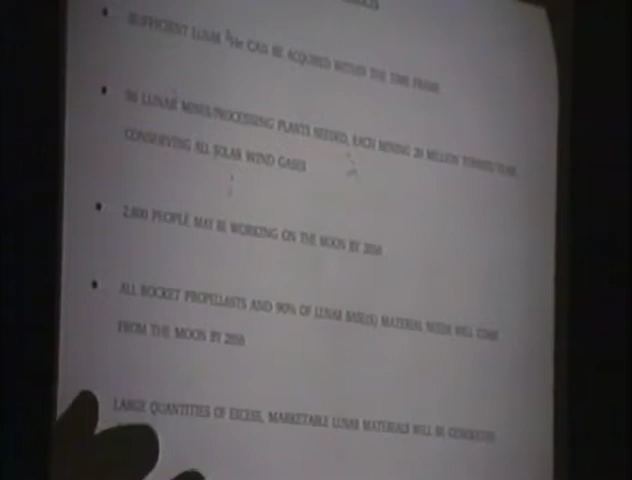 • SUFFICIENT LUNAR ³He CAN BE ACQUIRED WITHIN THE TIME FRAME
• LUNAR MINES/PROCESSING PLANTS NEEDED, EACH MINING 20 MILLION TONNES/YEAR,
CONSERVING ALL SOLAR WIND GASES
• 2,800 PEOPLE MAY BE WORKING ON THE MOON BY 2050
• ALL ROCKET PROPELLANTS AND 90% OF LUNAR BASE(S) MATERIAL NEEDS WILL COME
FROM THE MOON BY 2050
LARGE QUANTITIES OF EXCESS, MARKETABLE LUNAR MATERIALS WILL BE GENERATED